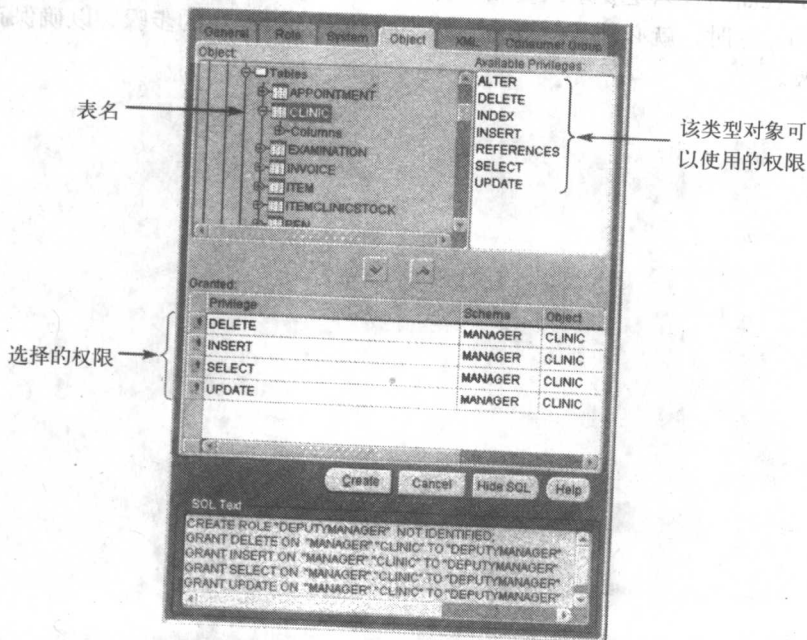 General Role System Object XML Consumer Group
Object:
Available Privileges:
Tables
APPOINTMENT
CLINIC
Columns
EXAMINATION
INVOICE
ITEM
ITEMCLINICSTOCK
PEN
ALTER
DELETE
INDEX
INSERT
REFERENCES
SELECT
UPDATE
表名
该类型对象可
以使用的权限
Granted:
Privilege Schema Object
DELETE MANAGER CLINIC
INSERT MANAGER CLINIC
SELECT MANAGER CLINIC
UPDATE MANAGER CLINIC
选择的权限
Create Cancel Hide SQL Help
SQL Text
CREATE ROLE "DEPUTYMANAGER" NOT IDENTIFIED;
GRANT DELETE ON "MANAGER"."CLINIC" TO "DEPUTYMANAGER"
GRANT INSERT ON "MANAGER"."CLINIC" TO "DEPUTYMANAGER"
GRANT SELECT ON "MANAGER"."CLINIC" TO "DEPUTYMANAGER"
GRANT UPDATE ON "MANAGER"."CLINIC" TO "DEPUTYMANAGER"